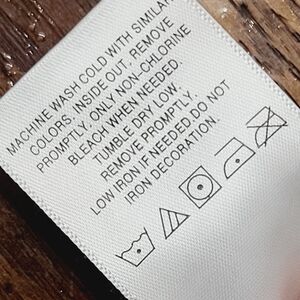 MACHINE WASH COLD WITH SIMILAR
COLORS, INSIDE OUT, REMOVE
PROMPTLY, ONLY NON-CHLORINE
BLEACH WHEN NEEDED.
TUMBLE DRY LOW.
REMOVE PROMPTLY.
LOW IRON IF NEEDED.DO NOT
IRON DECORATION.